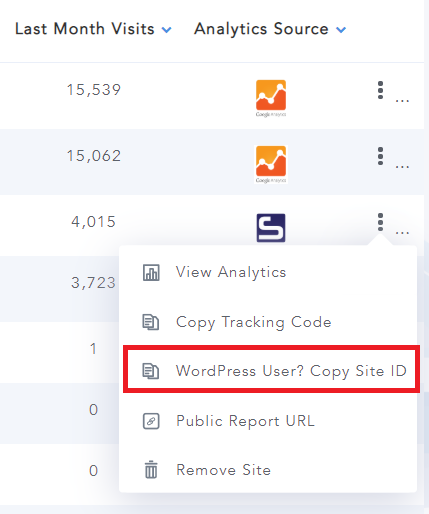 Last Month Visits Analytics Source
15,539
Google Analytics
...
15,062
Google Analytics
...
4,015
S
...
3,723
View Analytics
Copy Tracking Code
1
WordPress User? Copy Site ID
0
Public Report URL
0
Remove Site